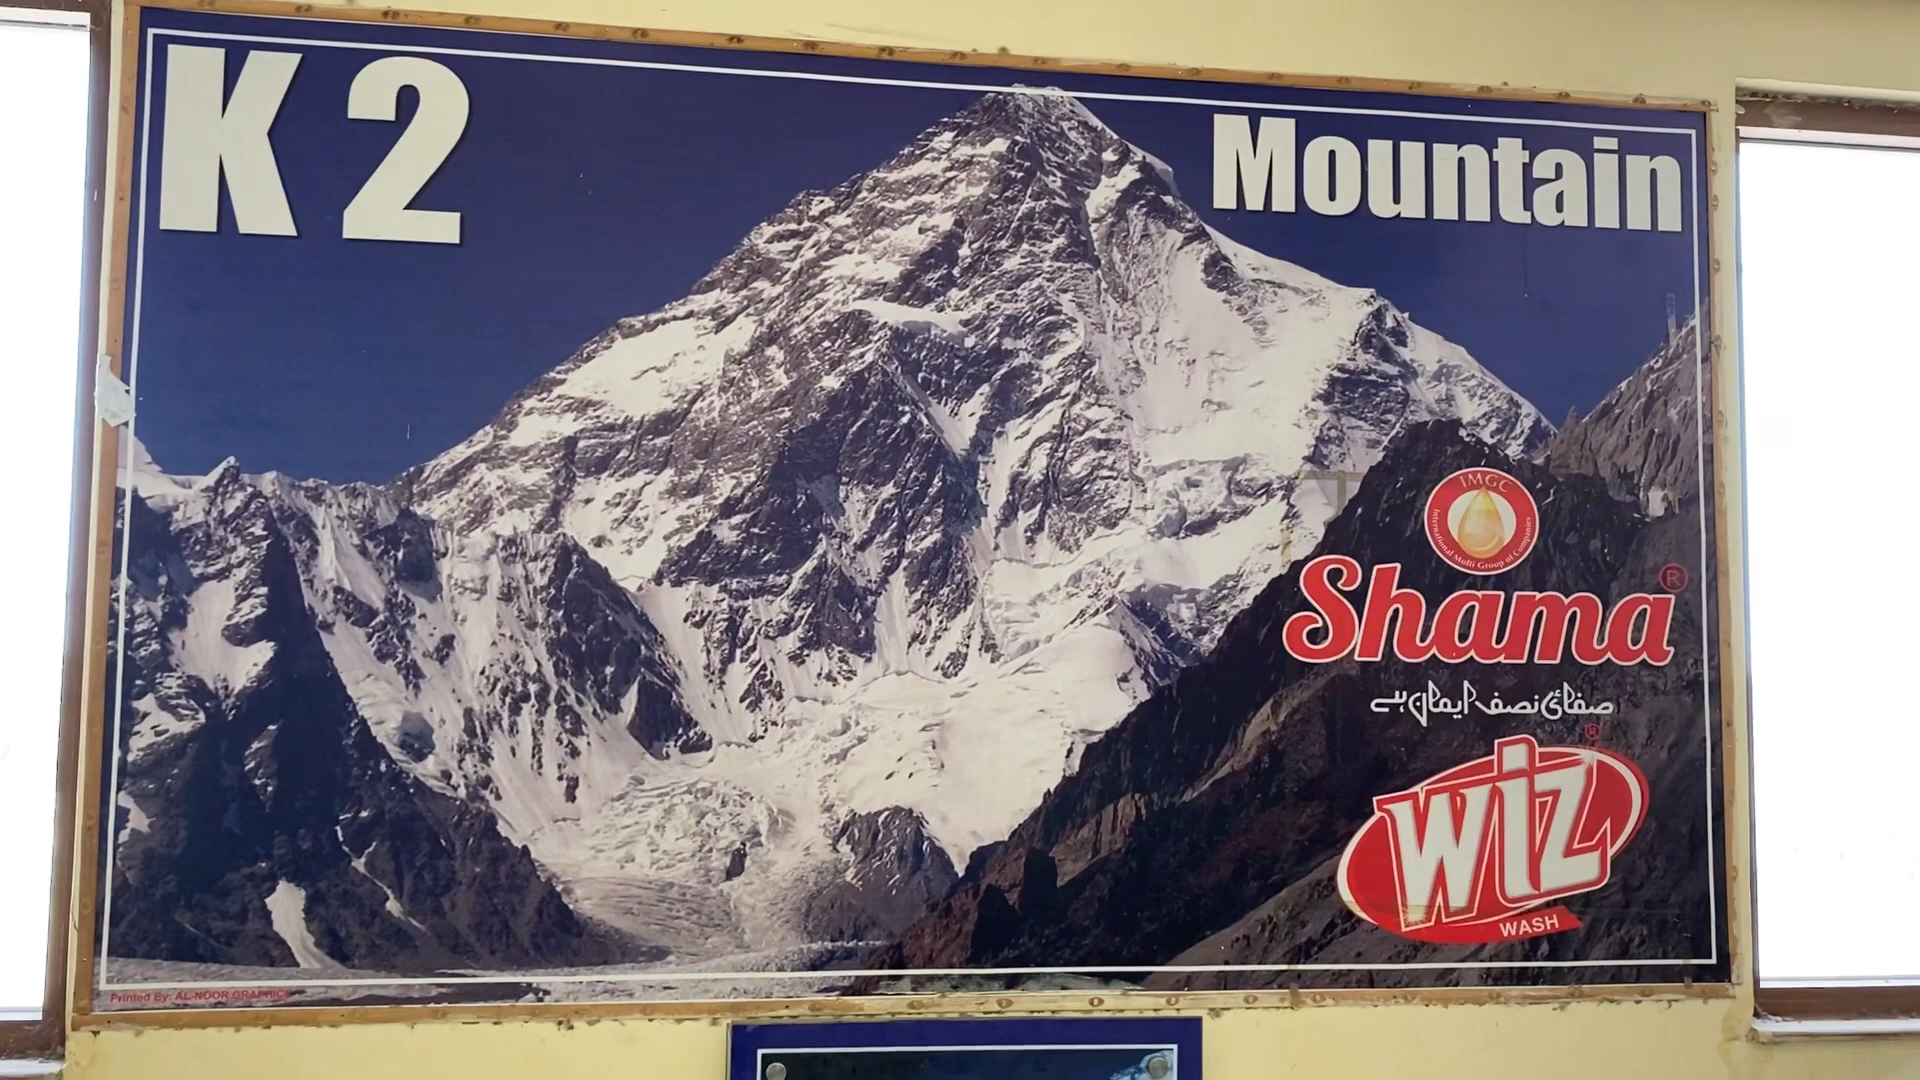 K 2
Mountain
IMGC
International Multi Group of Companies
Shama ®
صفائی نصف ایمان ہے
®
Wiz
WASH
Printed By: AL-NOOR GRAPHICS